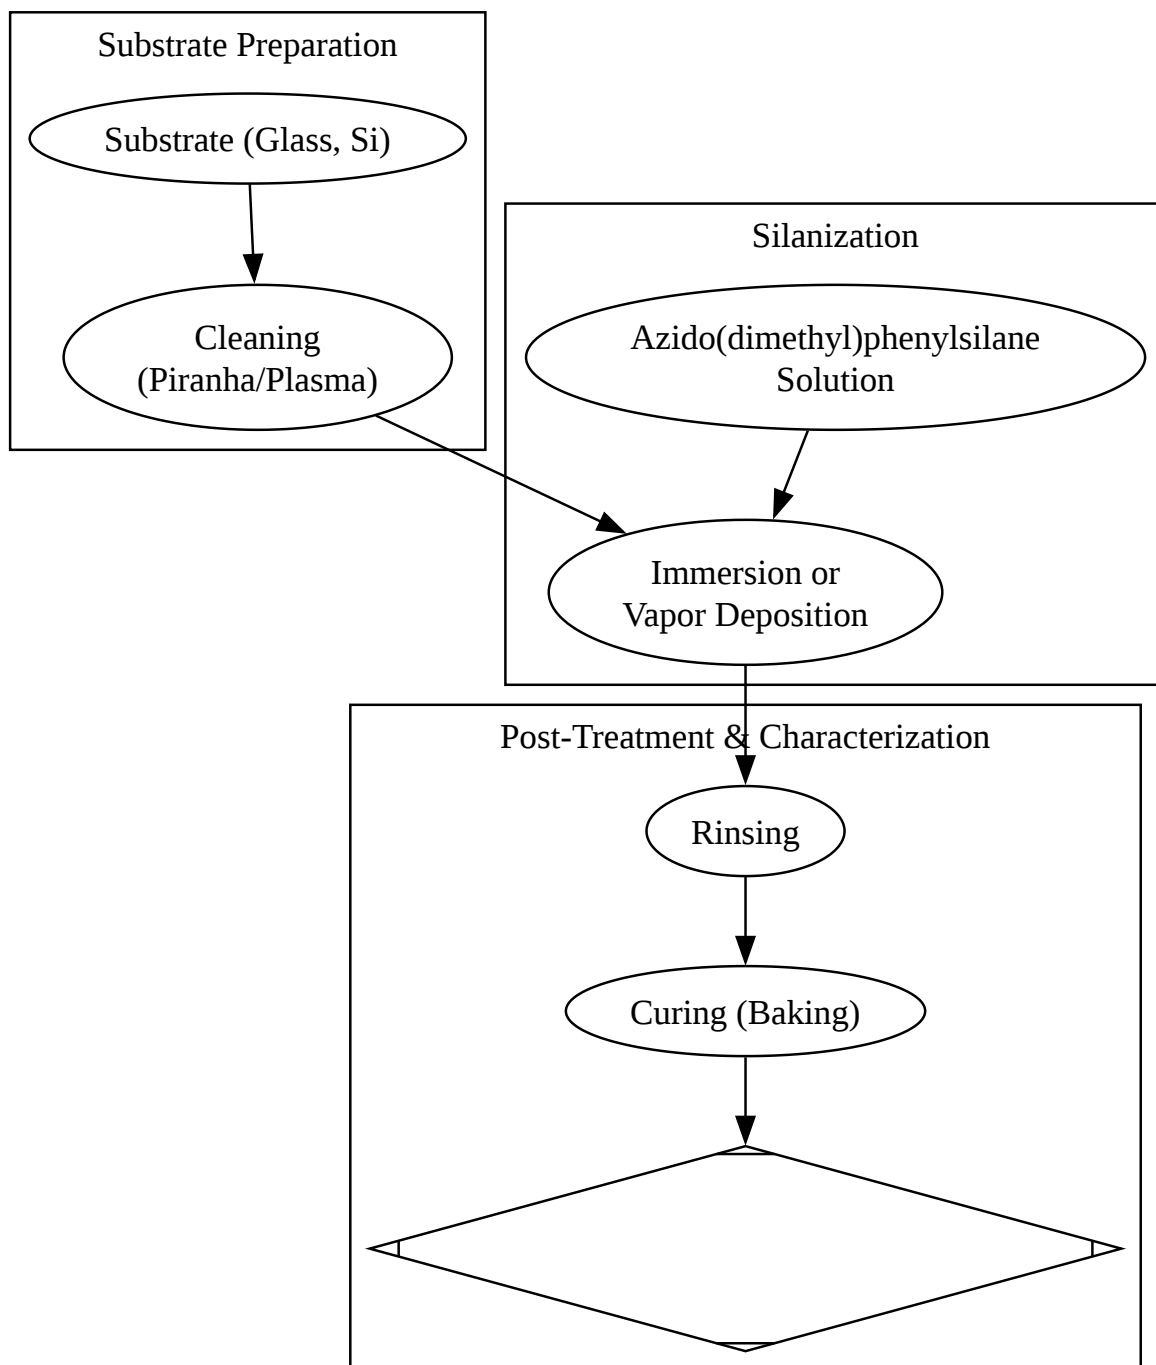 Substrate Preparation
Substrate (Glass, Si)
Cleaning
(Piranha/Plasma)
Silanization
Azido(dimethyl)phenylsilane
Solution
Immersion or
Vapor Deposition
Post-Treatment & Characterization
Rinsing
Curing (Baking)